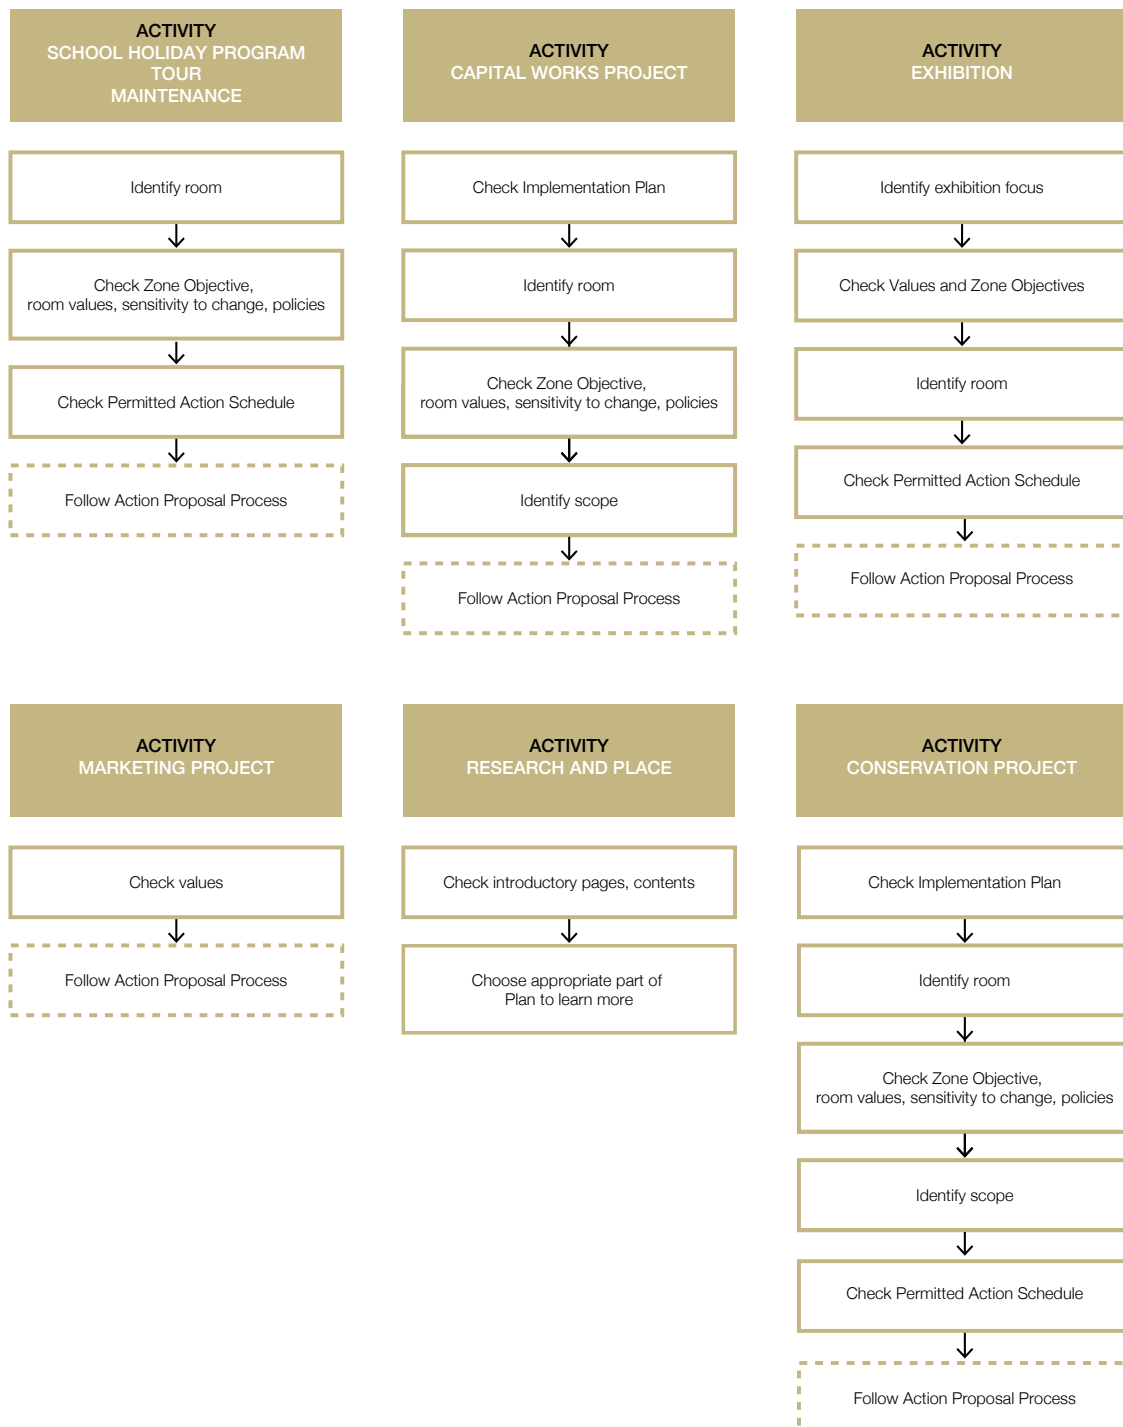 ACTIVITY
SCHOOL HOLIDAY PROGRAM
TOUR
MAINTENANCE
Identify room
Check Zone Objective,
room values, sensitivity to change, policies
Check Permitted Action Schedule
Follow Action Proposal Process
ACTIVITY
CAPITAL WORKS PROJECT
Check Implementation Plan
Identify room
Check Zone Objective,
room values, sensitivity to change, policies
Identify scope
Follow Action Proposal Process
ACTIVITY
EXHIBITION
Identify exhibition focus
Check Values and Zone Objectives
Identify room
Check Permitted Action Schedule
Follow Action Proposal Process
ACTIVITY
MARKETING PROJECT
Check values
Follow Action Proposal Process
ACTIVITY
RESEARCH AND PLACE
Check introductory pages, contents
Choose appropriate part of
Plan to learn more
ACTIVITY
CONSERVATION PROJECT
Check Implementation Plan
Identify room
Check Zone Objective,
room values, sensitivity to change, policies
Identify scope
Check Permitted Action Schedule
Follow Action Proposal Process